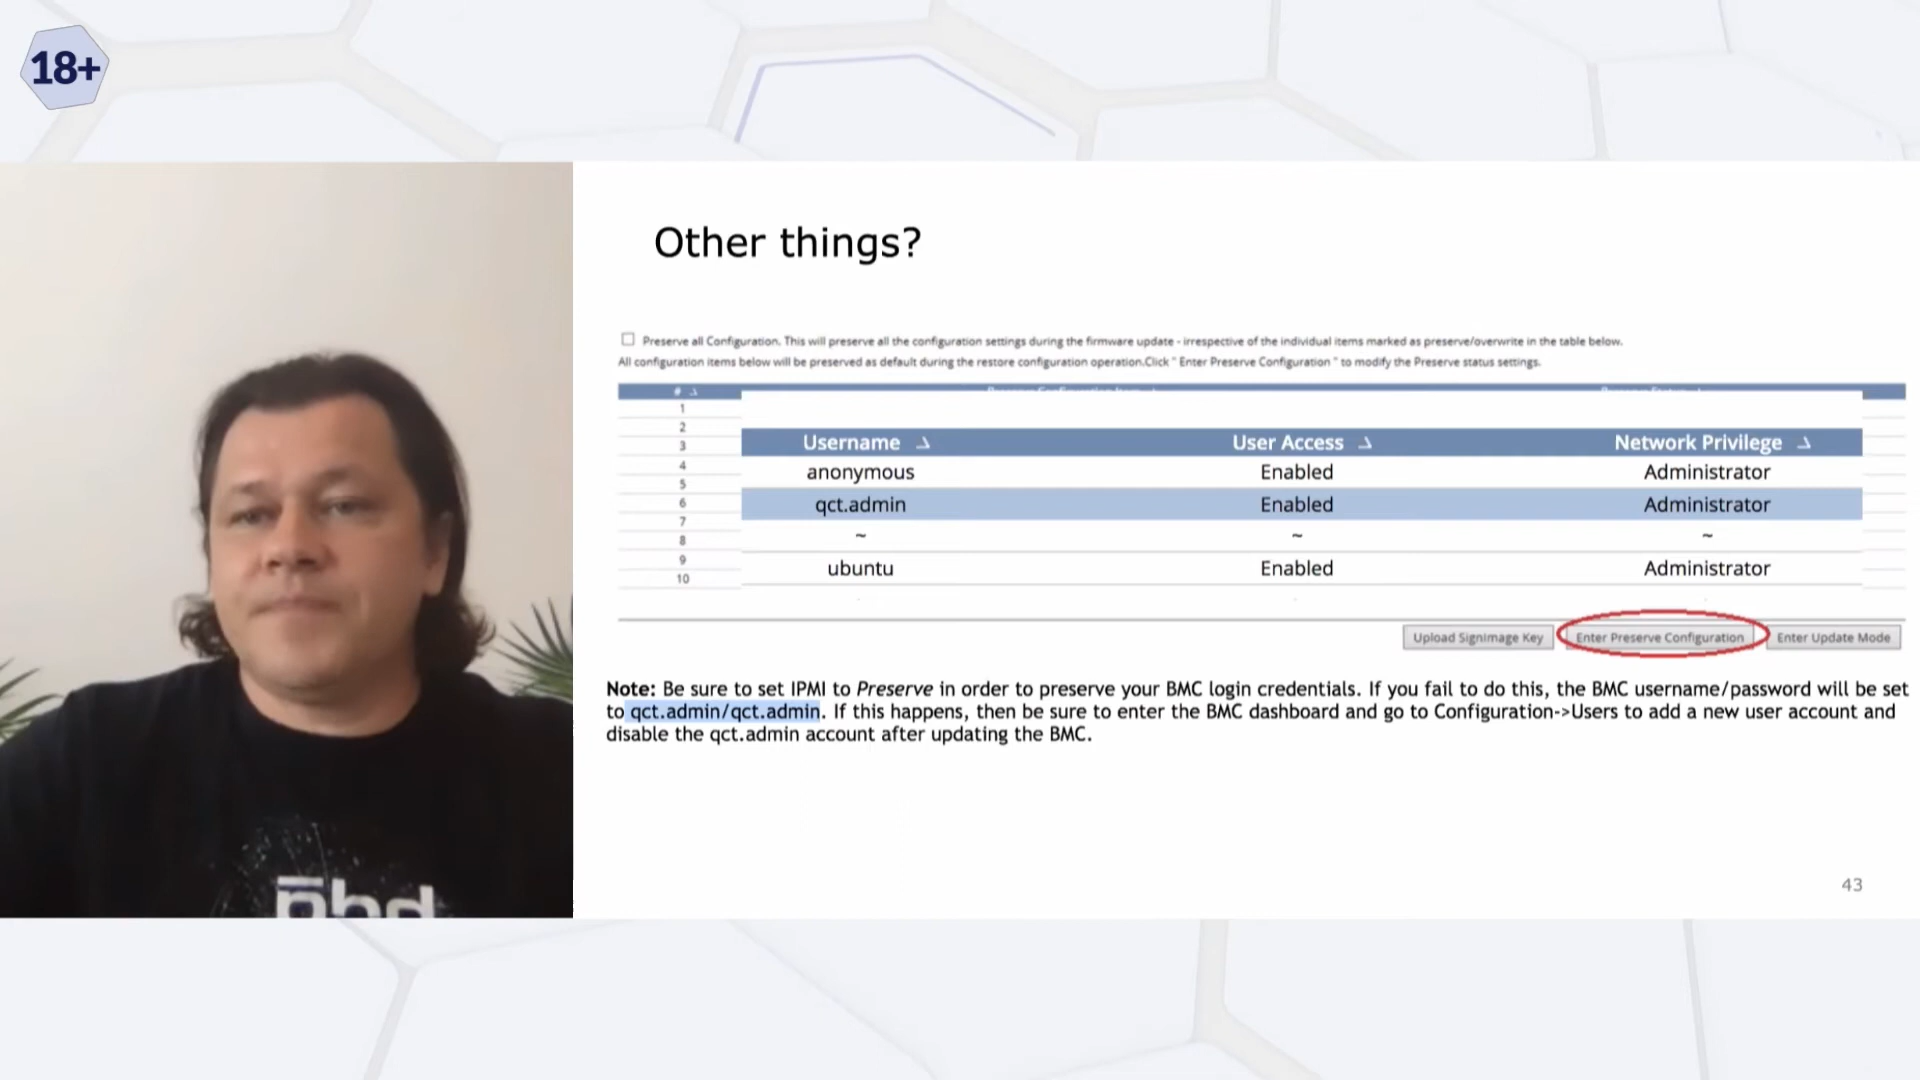 18+
Other things?
Preserve all Configuration. This will preserve all the configuration settings during the firmware update - irrespective of the individual items marked as preserve/overwrite in the table below.
All configuration items below will be preserved as default during the restore configuration operation.Click " Enter Preserve Configuration " to modify the Preserve status settings.
#
1
2
3
4
5
6
7
8
9
10
Username User Access Network Privilege
anonymous Enabled Administrator
qct.admin Enabled Administrator
~ ~ ~
ubuntu Enabled Administrator
Upload SignImage Key Enter Preserve Configuration Enter Update Mode
Note: Be sure to set IPMI to Preserve in order to preserve your BMC login credentials. If you fail to do this, the BMC username/password will be set
to qct.admin/qct.admin. If this happens, then be sure to enter the BMC dashboard and go to Configuration->Users to add a new user account and
disable the qct.admin account after updating the BMC.
43
phd